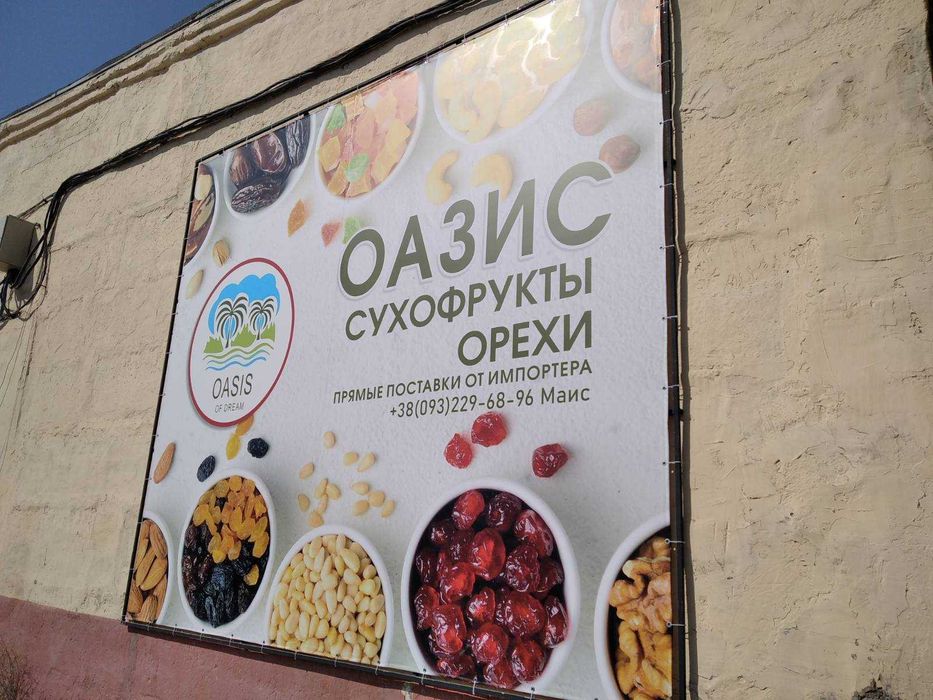 ОАЗИС
СУХОФРУКТЫ
ОРЕХИ
ПРЯМЫЕ ПОСТАВКИ ОТ ИМПОРТЕРА
+38(093)229-68-96 Маис
OASIS
OF DREAM